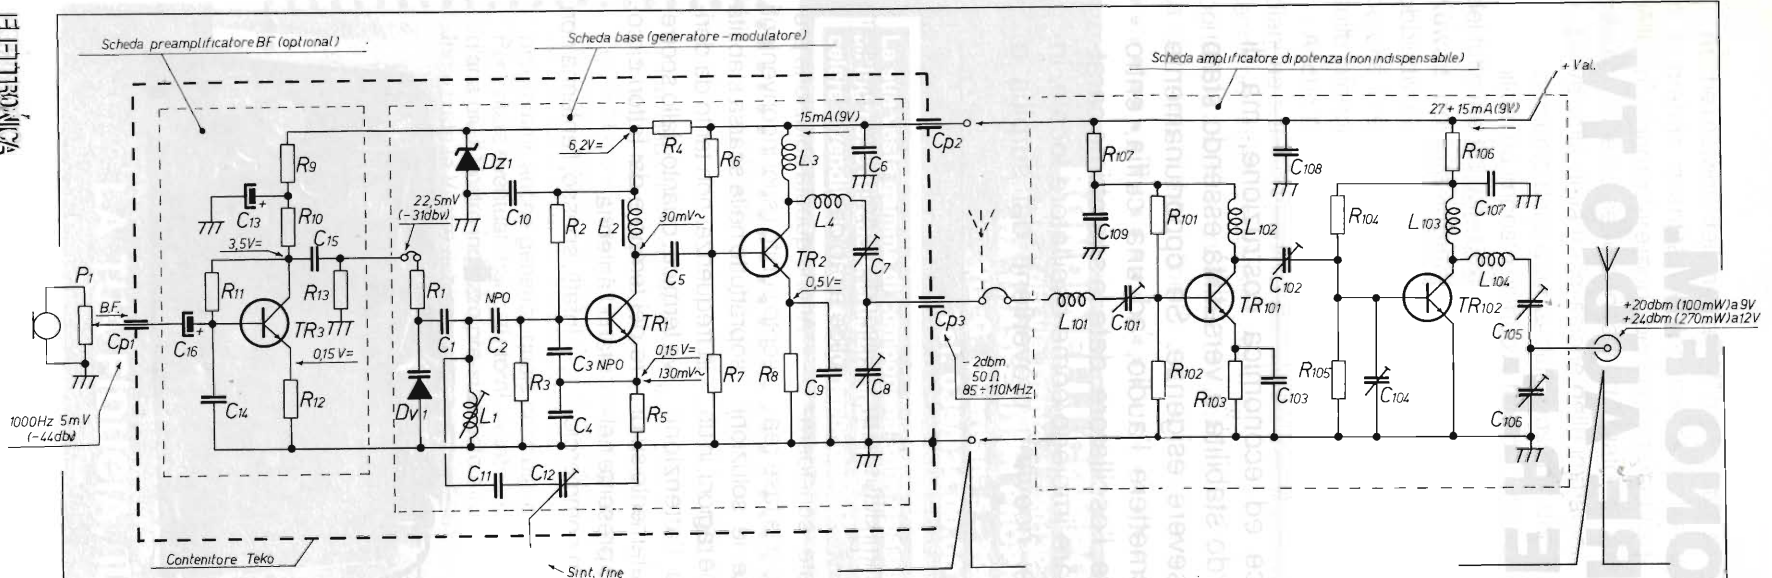 ELETTRONICA
Scheda preamplificatore BF (optional)
Scheda base (generatore - modulatore)
Scheda amplificatore di potenza (non indispensabile)
+ Val.
P1
B.F.
Cp1
1000Hz 5mV
(-44dbv)
C16
R11
C14
C13
R9
R10
3,5V=
C15
R13
TR3
0,15V=
R12
22,5mV
(-31dbv)
R1
C1
NPO
C2
Dv1
L1
R3
C11
C12
Dz1
C10
R2
6,2V=
L2
30mV~
TR1
C3 NPO
C4
0,15V=
130mV~
R5
R4
C5
R6
R7
15mA (9V)
L3
L4
TR2
0,5V=
R8
C9
C6
C7
C8
Cp2
Cp3
-2dbm
50 Ω
85÷110MHz
L101
C101
R107
C109
R101
R102
L102
TR101
R103
C103
C102
C108
27+15mA (9V)
R104
R105
C104
R106
C107
L103
L104
TR102
C105
C106
+20dbm (100mW) a 9V
+24dbm (270mW) a 12V
Contenitore Teko
Sint. fine